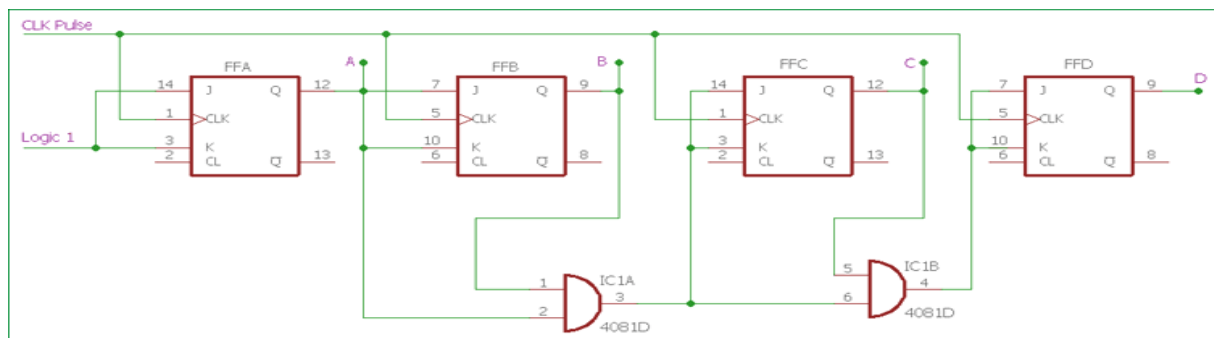 CLK Pulse
FFA
A
FFB
B
FFC
C
FFD
D
14 J Q 12
7 J Q 9
14 J Q 12
7 J Q 9
1 CLK
5 CLK
1 CLK
5 CLK
Logic 1
3 K
10 K
3 K
10 K
2 CL Q 13
6 CL Q 8
2 CL Q 13
6 CL Q 8
IC1A
1
2
3
4081D
IC1B
5
6
4
4081D